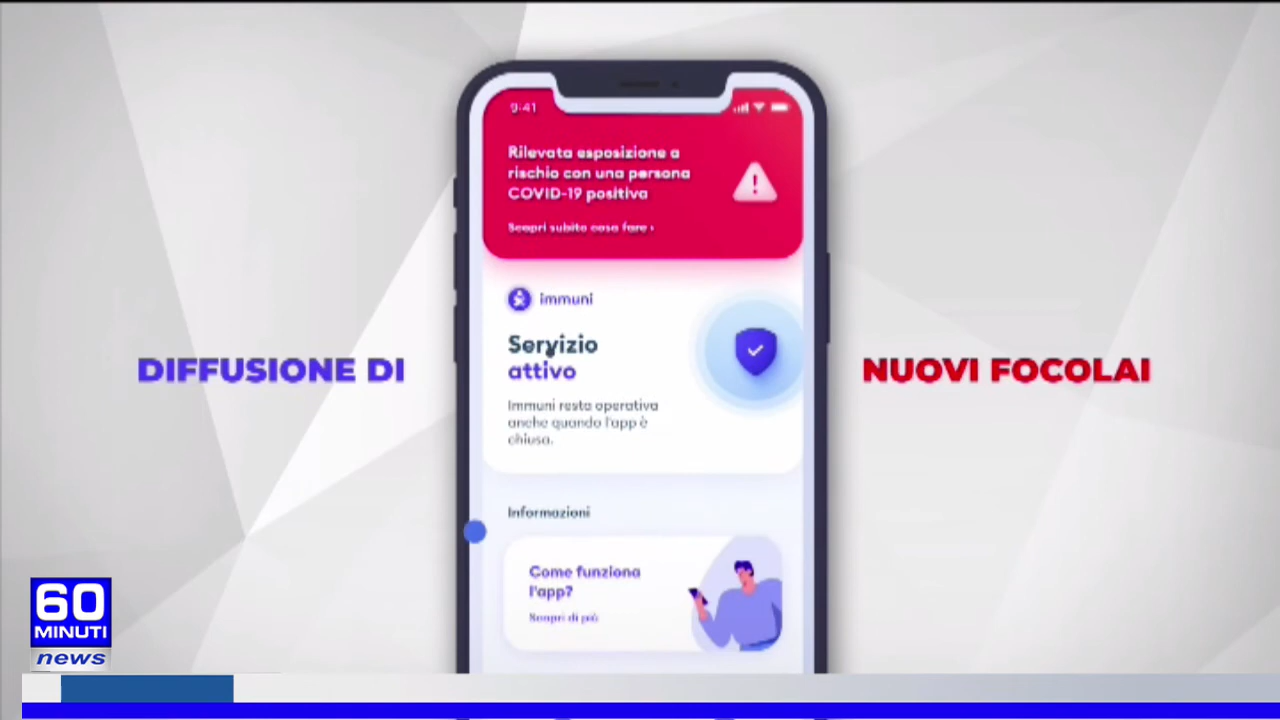 9:41
Rilevata esposizione a
rischio con una persona
COVID-19 positiva
Scopri subito cosa fare ›
immuni
Servizio
attivo
DIFFUSIONE DI
NUOVI FOCOLAI
Immuni resta operativa
anche quando l'app è
chiusa.
Informazioni
Come funziona
l'app?
Scopri di più
60
MINUTI
news